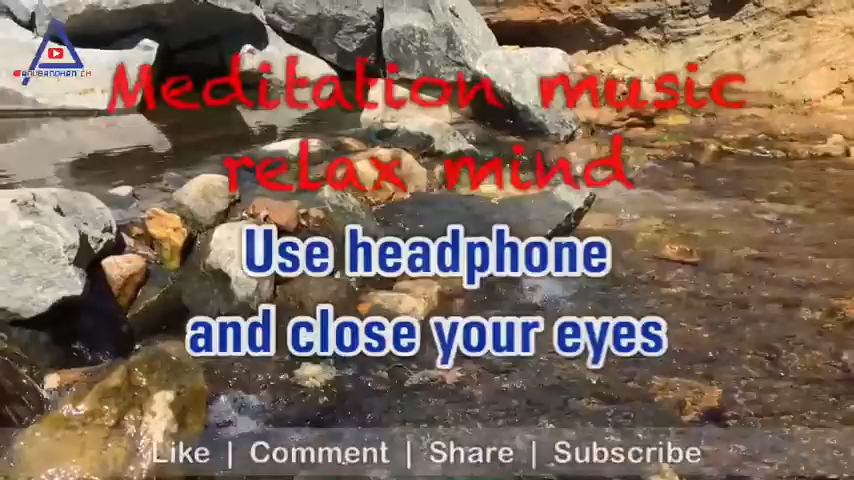 Meditation music
relax mind
Use headphone
and close your eyes
Like | Comment | Share | Subscribe